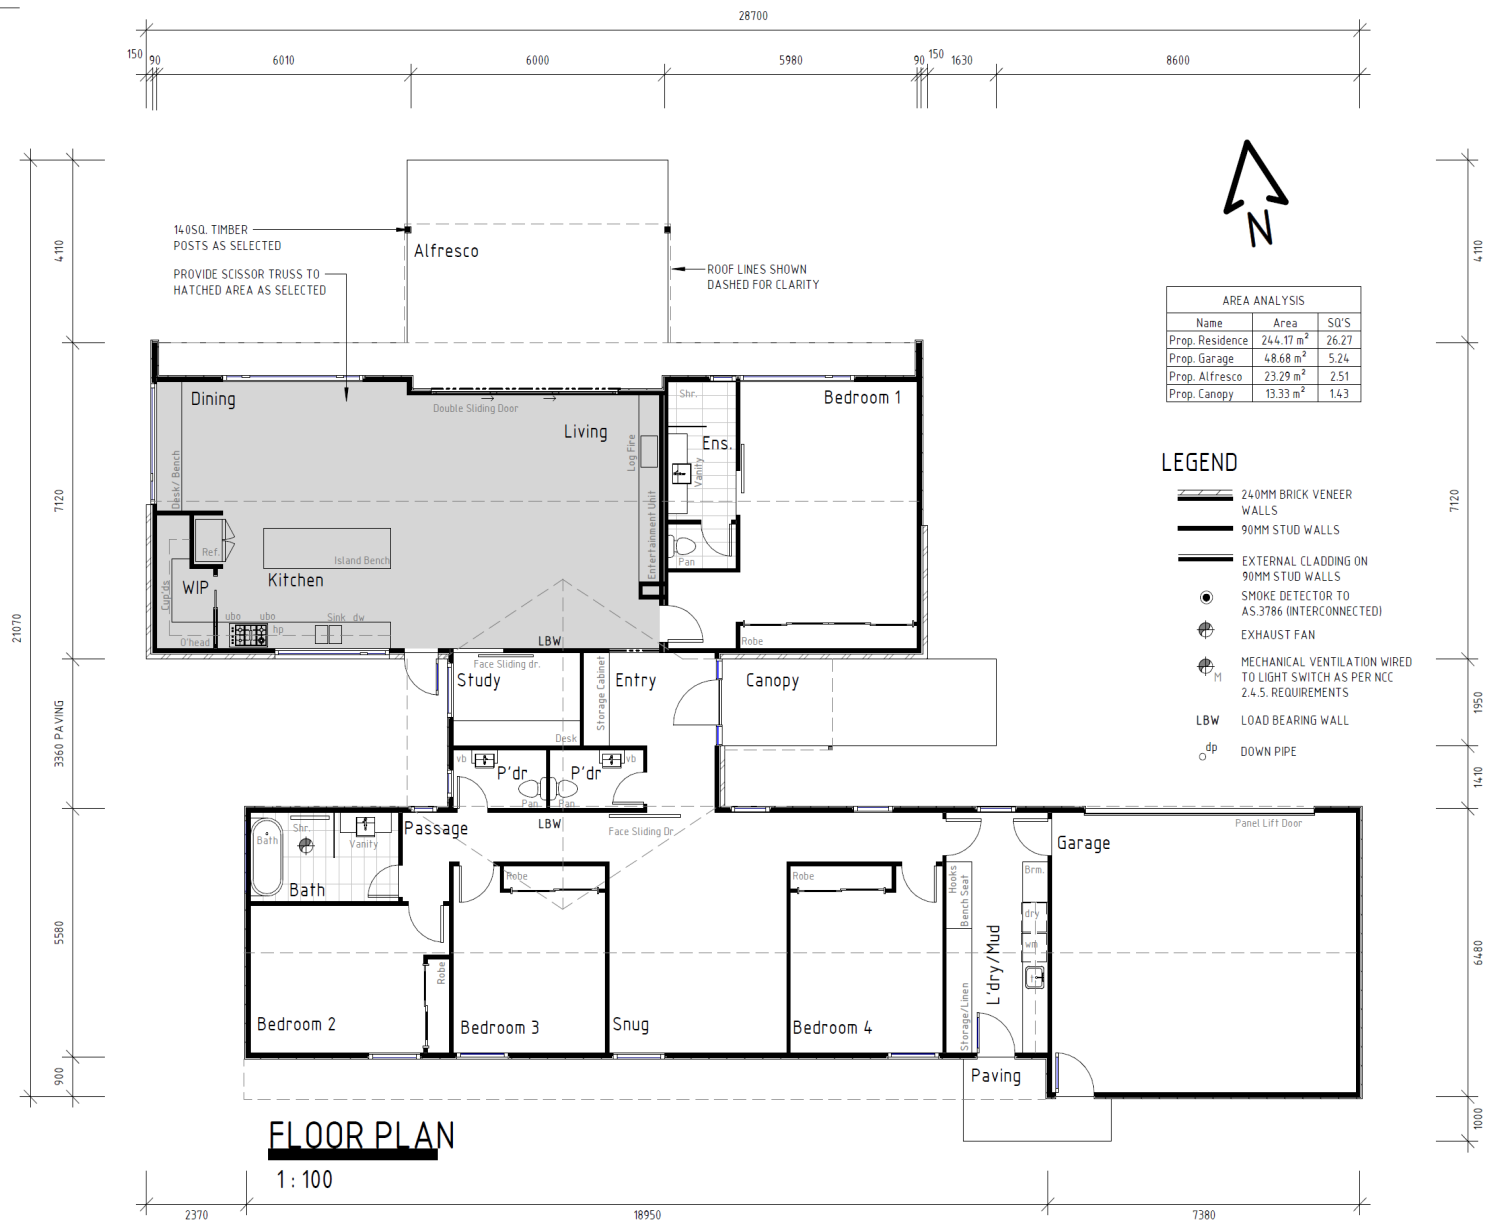 28700
150 90 6010 6000 5980 90 150 1630 8600
4110
7120
21070
3360 PAVING
5580
900
140SQ. TIMBER
POSTS AS SELECTED
PROVIDE SCISSOR TRUSS TO
HATCHED AREA AS SELECTED
Alfresco
ROOF LINES SHOWN
DASHED FOR CLARITY
N
4110
7120
1950
1410
6480
1000
AREA ANALYSIS
Name Area SQ'S
Prop. Residence 244.17 m² 26.27
Prop. Garage 48.68 m² 5.24
Prop. Alfresco 23.29 m² 2.51
Prop. Canopy 13.33 m² 1.43
LEGEND
240MM BRICK VENEER
WALLS
90MM STUD WALLS
EXTERNAL CLADDING ON
90MM STUD WALLS
SMOKE DETECTOR TO
AS.3786 (INTERCONNECTED)
EXHAUST FAN
M
MECHANICAL VENTILATION WIRED
TO LIGHT SWITCH AS PER NCC
2.4.5. REQUIREMENTS
LBW LOAD BEARING WALL
dp DOWN PIPE
Dining
Double Sliding Door
Living
Log Fire
Desk/ Bench
Entertainment Unit
Shr.
Ens.
Vanity
Pan
Bedroom 1
Robe
Ref.
Island Bench
WIP
Kitchen
Cup'ds
ubo ubo
hp
Sink dw
O'head
LBW
Face Sliding dr.
Study
Storage Cabinet
Entry
Canopy
Desk
vb
P'dr
Pan
P'dr
vb
Pan
Passage
LBW
Face Sliding Dr.
Bath
Shr.
Vanity
Bath
Robe
Robe
Robe
Hooks
Bench Seat
Brm.
dry
wm
L'dry/Mud
Storage/Linen
Panel Lift Door
Garage
Bedroom 2
Bedroom 3
Snug
Bedroom 4
Paving
FLOOR PLAN
1 : 100
2370 18950 7380